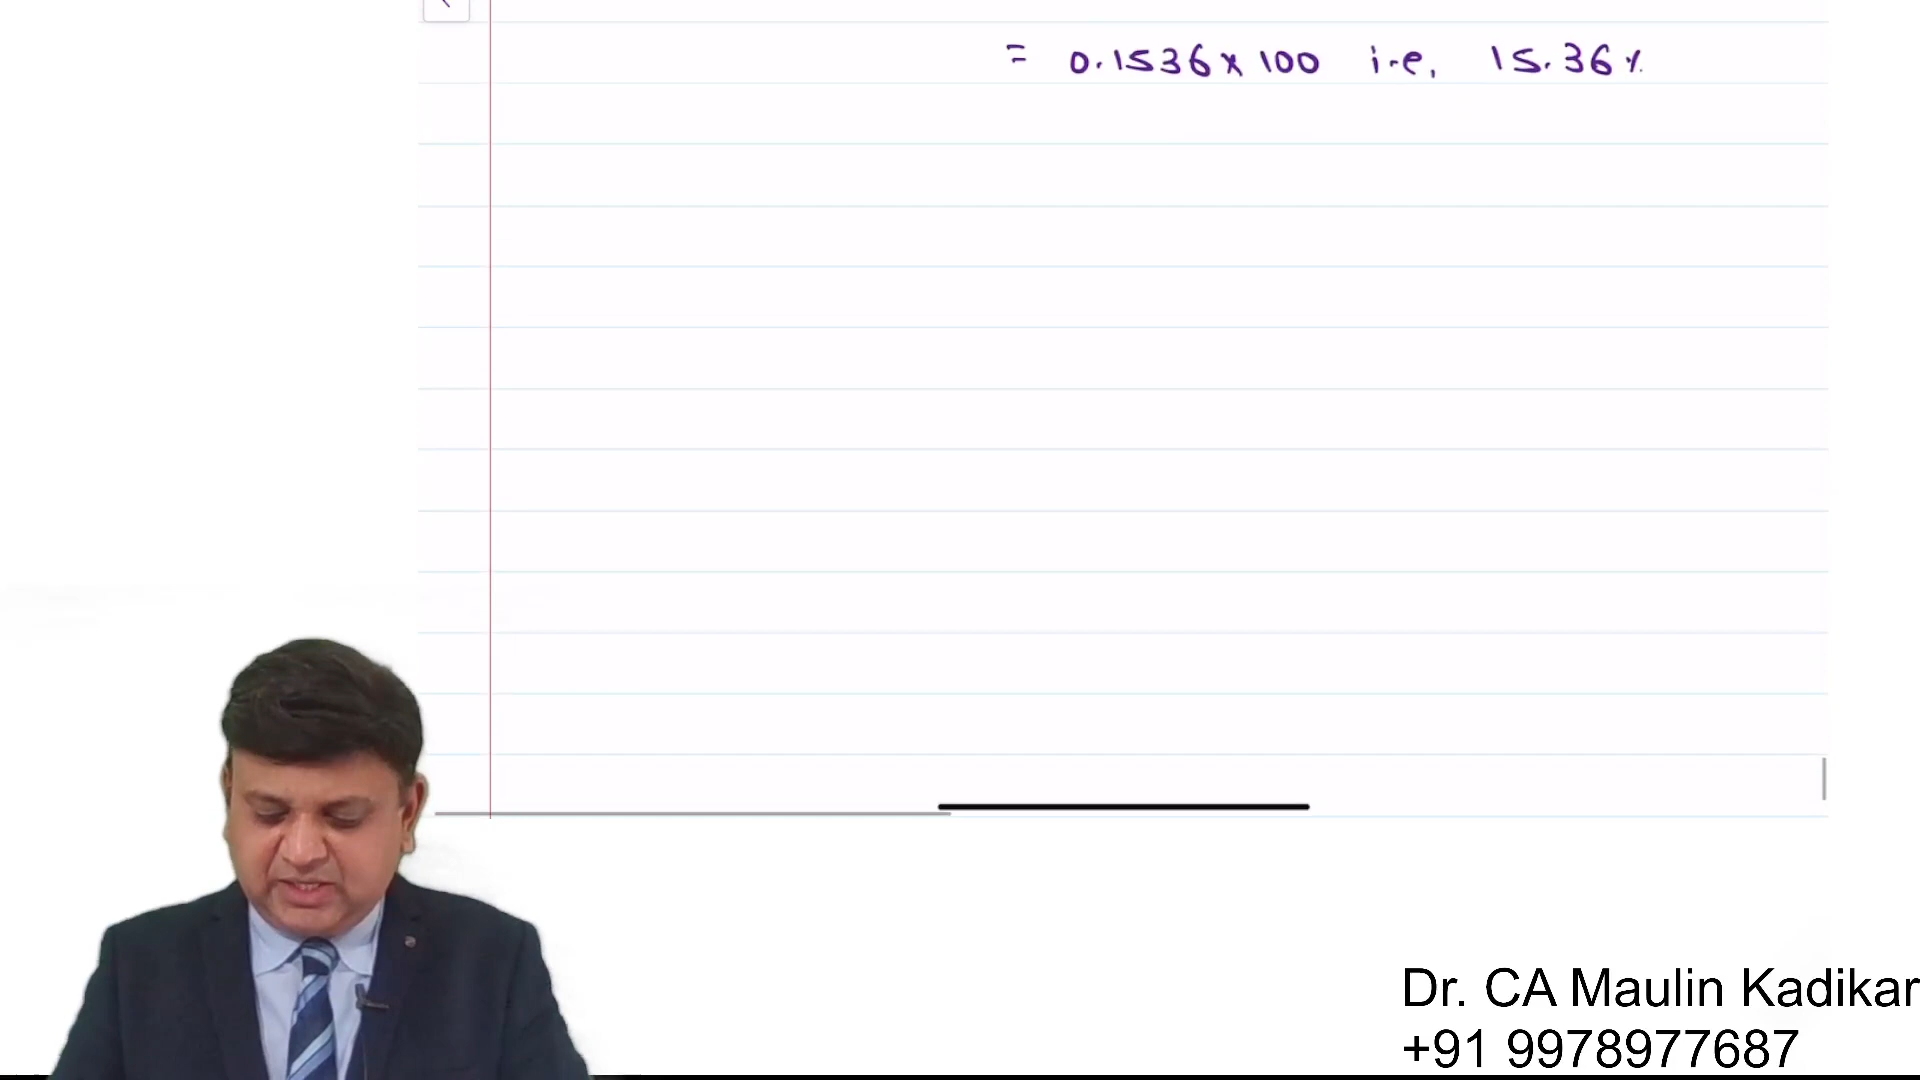 = 0.1536 x 100 i.e, 15.36%
Dr. CA Maulin Kadikar
+91 9978977687